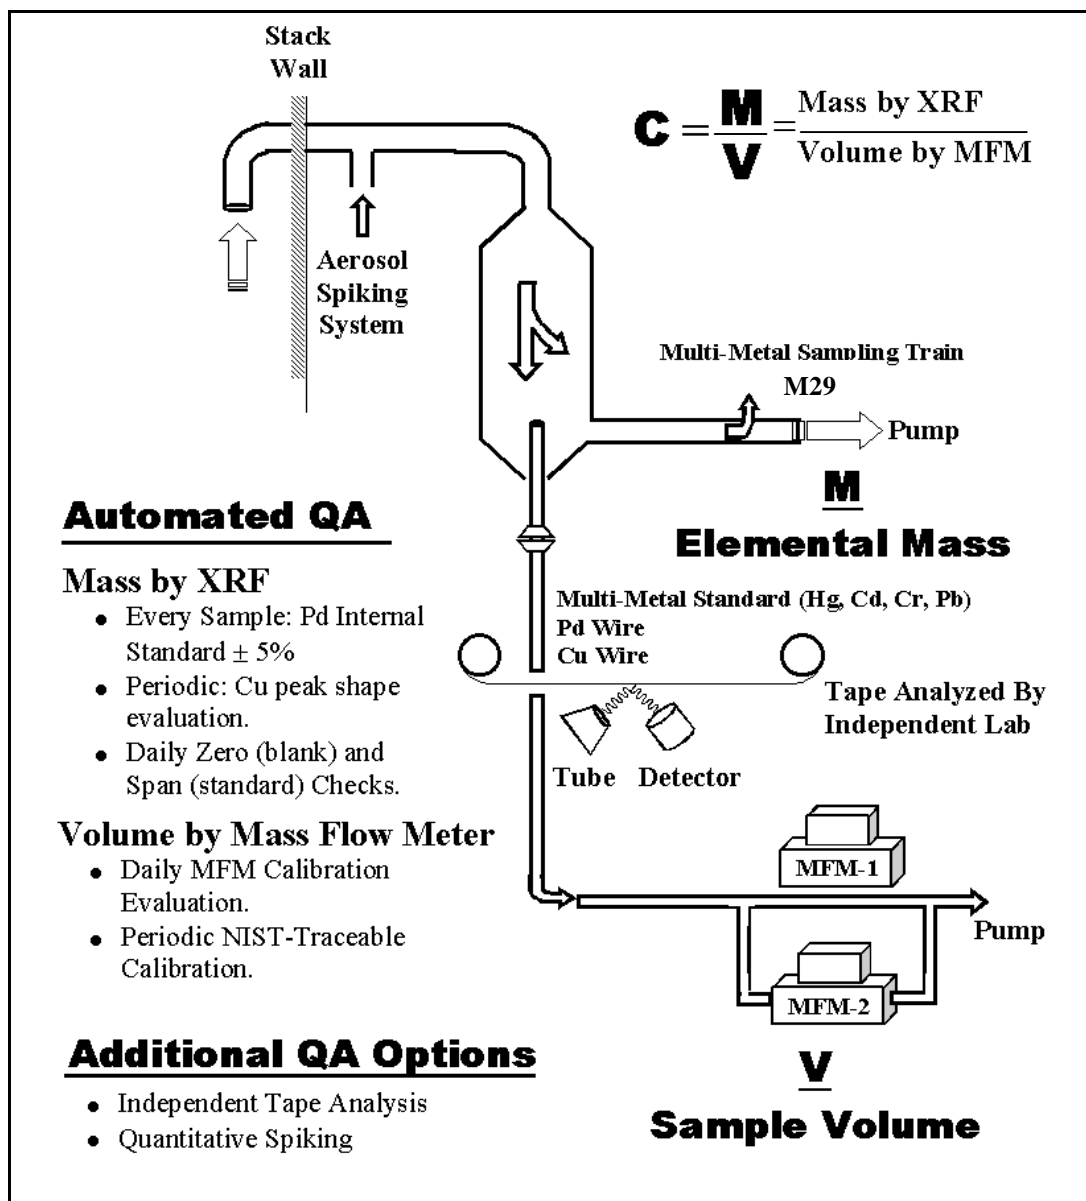 Stack
Wall
C = M / V = Mass by XRF / Volume by MFM
Aerosol
Spiking
System
Multi-Metal Sampling Train
M29
Pump
M
Elemental Mass
Automated QA
Mass by XRF
• Every Sample: Pd Internal
Standard ± 5%
• Periodic: Cu peak shape
evaluation.
• Daily Zero (blank) and
Span (standard) Checks.
Multi-Metal Standard (Hg, Cd, Cr, Pb)
Pd Wire
Cu Wire
Tape Analyzed By
Independent Lab
Tube
Detector
Volume by Mass Flow Meter
• Daily MFM Calibration
Evaluation.
• Periodic NIST-Traceable
Calibration.
MFM-1
Pump
MFM-2
V
Sample Volume
Additional QA Options
• Independent Tape Analysis
• Quantitative Spiking